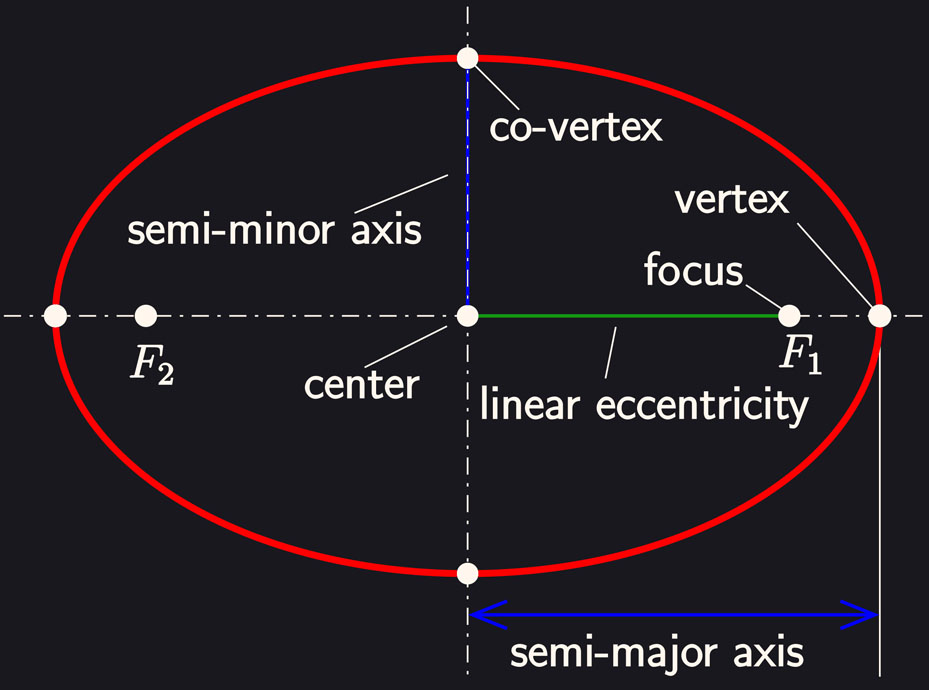 co-vertex
vertex
semi-minor axis
focus
F₂
F₁
center
linear eccentricity
semi-major axis